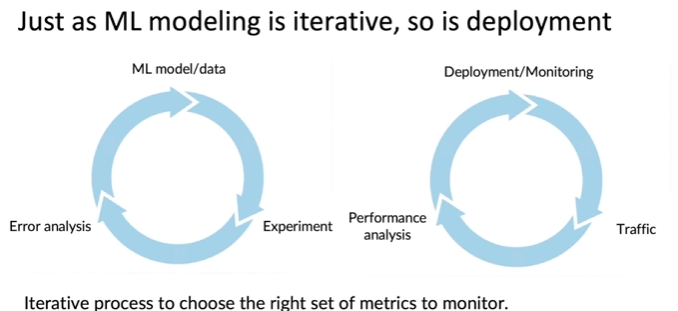 Just as ML modeling is iterative, so is deployment
ML model/data
Experiment
Error analysis
Deployment/Monitoring
Traffic
Performance
analysis
Iterative process to choose the right set of metrics to monitor.